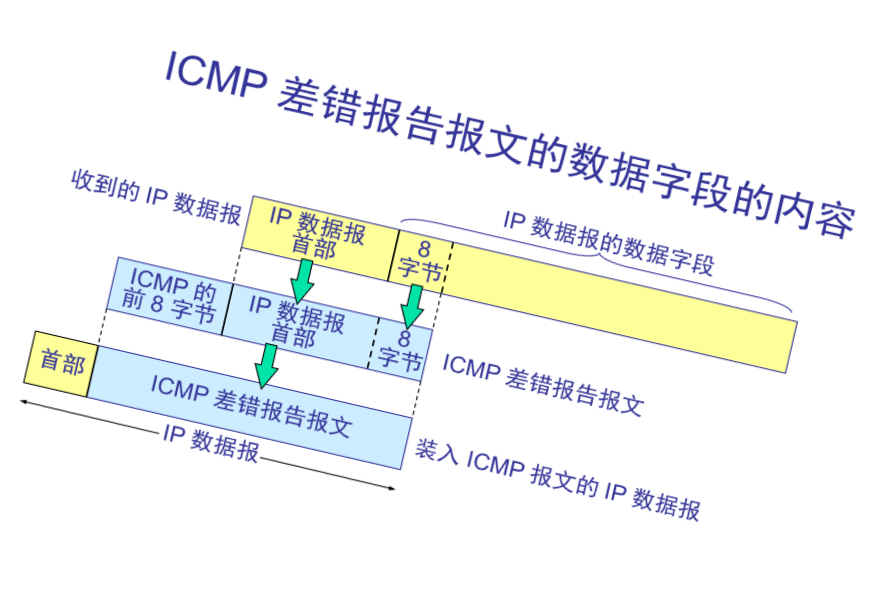 ICMP 差错报告报文的数据字段的内容
收到的 IP 数据报
IP 数据报
首部
8
字节
IP 数据报的数据字段
ICMP 的
前 8 字节
IP 数据报
首部
8
字节
ICMP 差错报告报文
首部
ICMP 差错报告报文
装入 ICMP 报文的 IP 数据报
IP 数据报